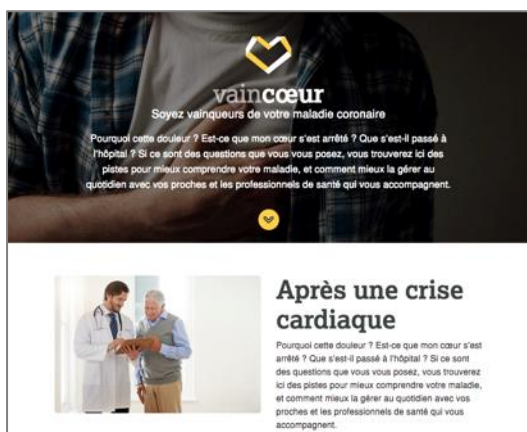 vaincœur
Soyez vainqueurs de votre maladie coronaire
Pourquoi cette douleur ? Est-ce que mon cœur s'est arrêté ? Que s'est-il passé à
l'hôpital ? Si ce sont des questions que vous vous posez, vous trouverez ici des
pistes pour mieux comprendre votre maladie, et comment mieux la gérer au
quotidien avec vos proches et les professionnels de santé qui vous accompagnent.
Après une crise
cardiaque
Pourquoi cette douleur ? Est-ce que mon cœur s'est
arrêté ? Que s'est-il passé à l'hôpital ? Si ce sont
des questions que vous vous posez, vous trouverez
ici des pistes pour mieux comprendre votre maladie,
et comment mieux la gérer au quotidien avec vos
proches et les professionnels de santé qui vous
accompagnent.